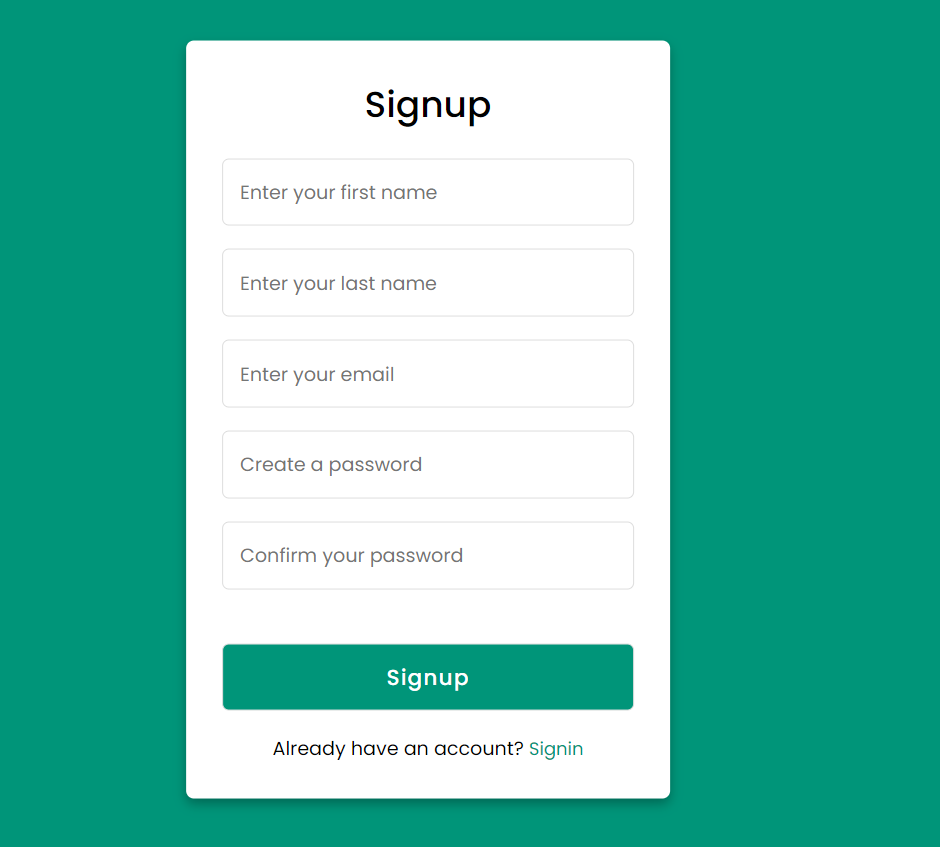 Signup
Enter your first name
Enter your last name
Enter your email
Create a password
Confirm your password
Signup
Already have an account? Signin